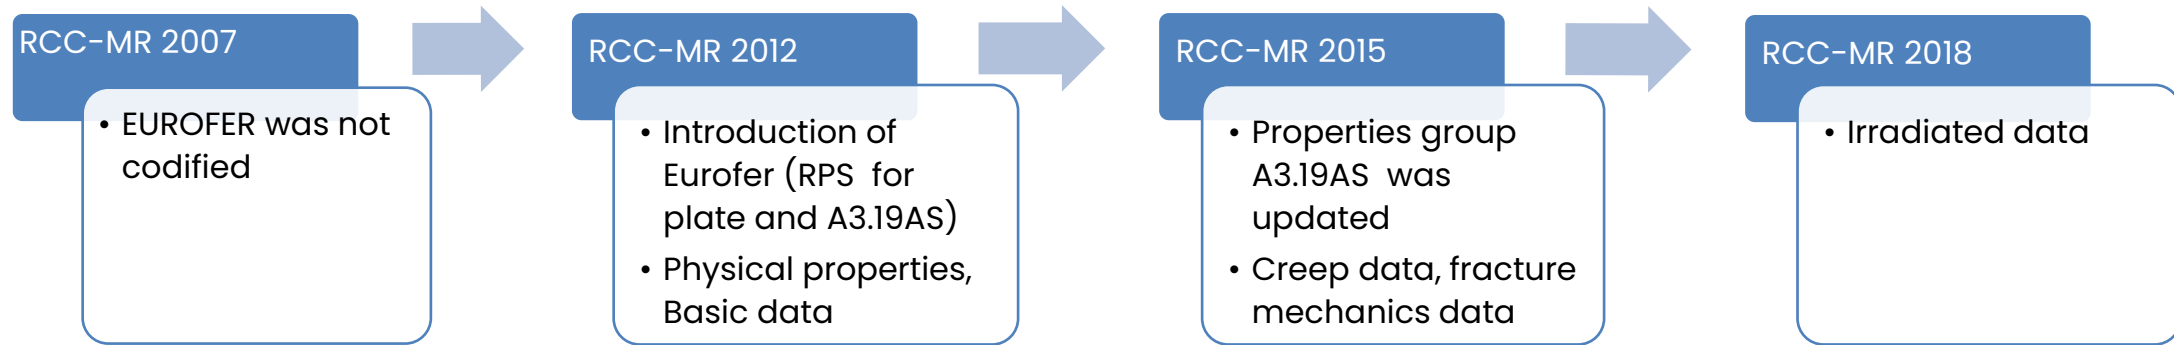 RCC-MR 2007
• EUROFER was not
codified
RCC-MR 2012
• Introduction of
Eurofer (RPS for
plate and A3.19AS)
• Physical properties,
Basic data
RCC-MR 2015
• Properties group
A3.19AS was
updated
• Creep data, fracture
mechanics data
RCC-MR 2018
• Irradiated data